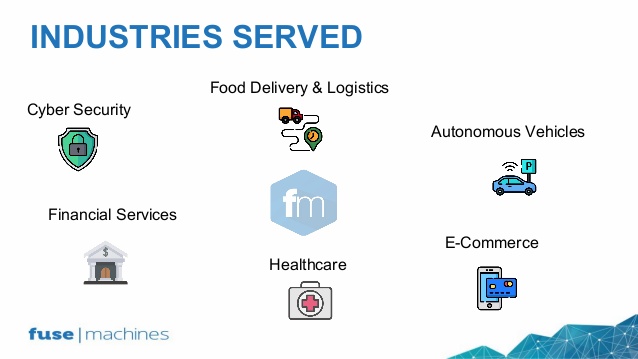 INDUSTRIES SERVED
Food Delivery & Logistics
Cyber Security
Autonomous Vehicles
P
fm
Financial Services
$
E-Commerce
Healthcare
fuse|machines